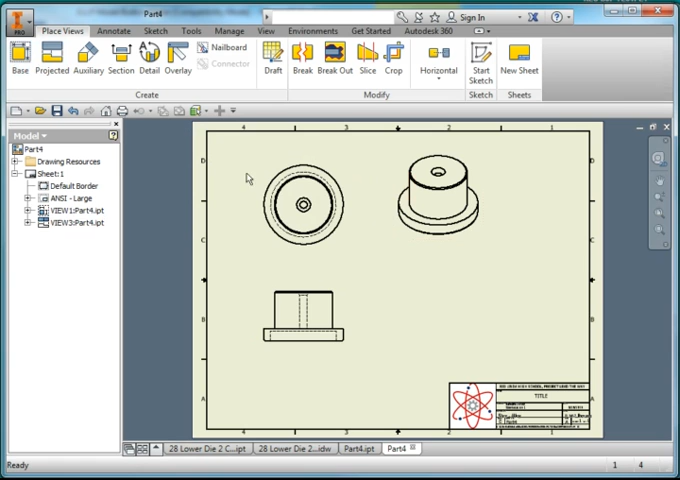 Part4
Sign In
PRO
Place Views Annotate Sketch Tools Manage View Environments Get Started Autodesk 360
Base Projected Auxiliary Section Detail Overlay
Nailboard
Connector
Draft Break Break Out Slice Crop Horizontal Start Sketch New Sheet
Create Modify Sketch Sheets
Model
Part4
Drawing Resources
Sheet:1
Default Border
ANSI - Large
VIEW1:Part4.ipt
VIEW3:Part4.ipt
4 3 2 1
D D
C C
B B
A A
TITLE
4 3 2 1
28 Lower Die 2 C...ipt 28 Lower Die 2...idw Part4.ipt Part4
Ready 1 4